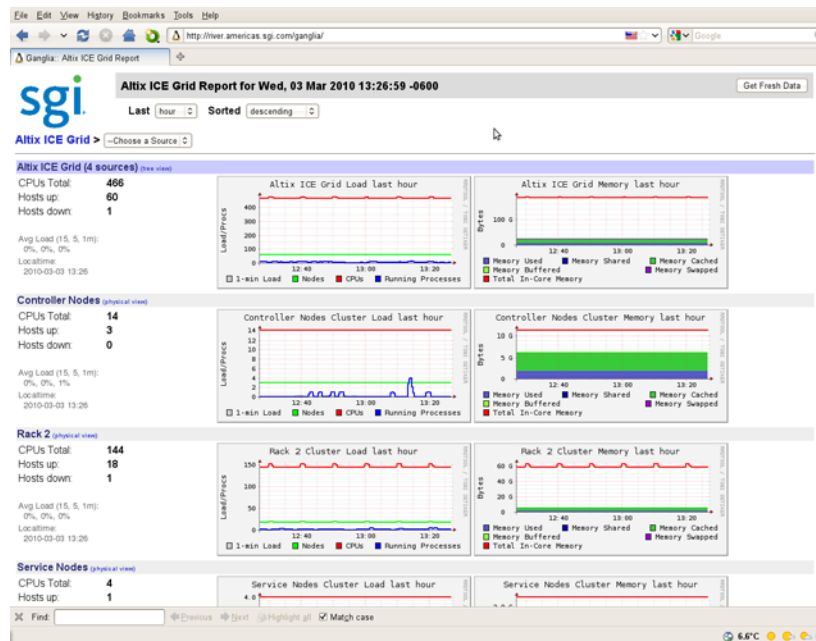 File Edit View History Bookmarks Tools Help
http://river.americas.sgi.com/ganglia/
Google
Ganglia:: Altix ICE Grid Report
sgi
Altix ICE Grid Report for Wed, 03 Mar 2010 13:26:59 -0600
Get Fresh Data
Last hour Sorted descending
Altix ICE Grid > --Choose a Source
Altix ICE Grid (4 sources) (tree view)
CPUs Total: 466
Hosts up: 60
Hosts down: 1
Avg Load (15, 5, 1m):
0%, 0%, 0%
Localtime:
2010-03-03 13:26
Altix ICE Grid Load last hour
Load/Procs
400
300
200
100
0
12:40 13:00 13:20
1-min Load Nodes CPUs Running Processes
Altix ICE Grid Memory last hour
Bytes
100 G
0
12:40 13:00 13:20
Memory Used Memory Shared Memory Cached
Memory Buffered Memory Swapped
Total In-Core Memory
Controller Nodes (physical view)
CPUs Total: 14
Hosts up: 3
Hosts down: 0
Avg Load (15, 5, 1m):
0%, 0%, 1%
Localtime:
2010-03-03 13:26
Controller Nodes Cluster Load last hour
Load/Procs
14
12
10
8
6
4
2
0
12:40 13:00 13:20
1-min Load Nodes CPUs Running Processes
Controller Nodes Cluster Memory last hour
Bytes
10 G
5 G
0
12:40 13:00 13:20
Memory Used Memory Shared Memory Cached
Memory Buffered Memory Swapped
Total In-Core Memory
Rack 2 (physical view)
CPUs Total: 144
Hosts up: 18
Hosts down: 1
Avg Load (15, 5, 1m):
0%, 0%, 0%
Localtime:
2010-03-03 13:26
Rack 2 Cluster Load last hour
Load/Procs
150
100
50
0
12:40 13:00 13:20
1-min Load Nodes CPUs Running Processes
Rack 2 Cluster Memory last hour
Bytes
60 G
40 G
20 G
0
12:40 13:00 13:20
Memory Used Memory Shared Memory Cached
Memory Buffered Memory Swapped
Total In-Core Memory
Service Nodes (physical view)
CPUs Total: 4
Hosts up: 1
Service Nodes Cluster Load last hour
4.0
Service Nodes Cluster Memory last hour
Find: Previous Next Highlight all Match case
6.6°C